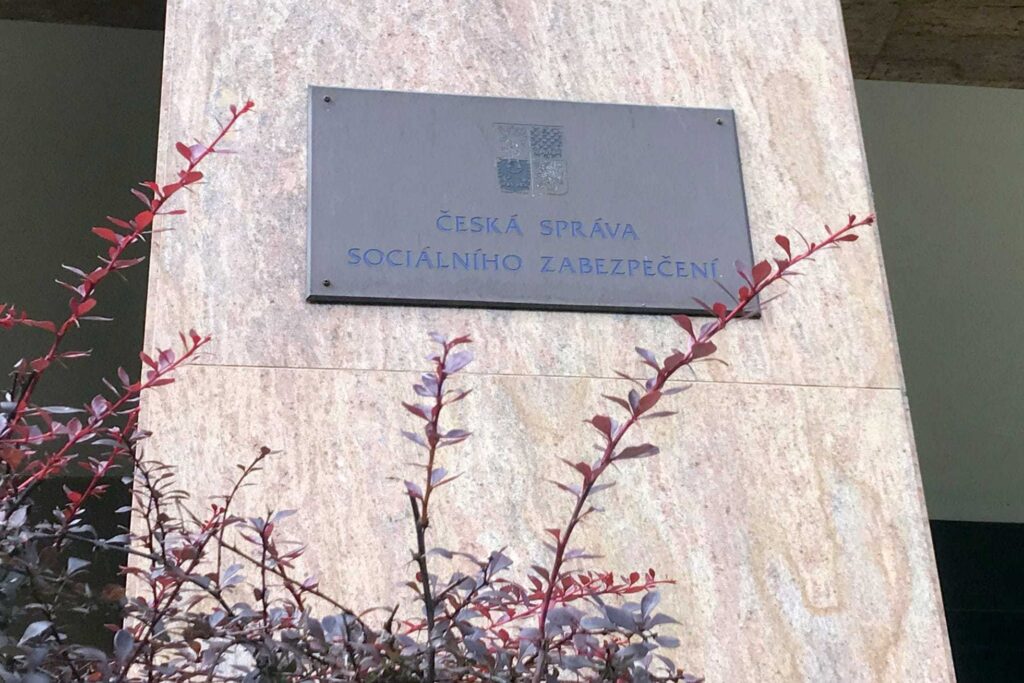 ČESKÁ SPRÁVA
SOCIÁLNÍHO ZABEZPEČENÍ